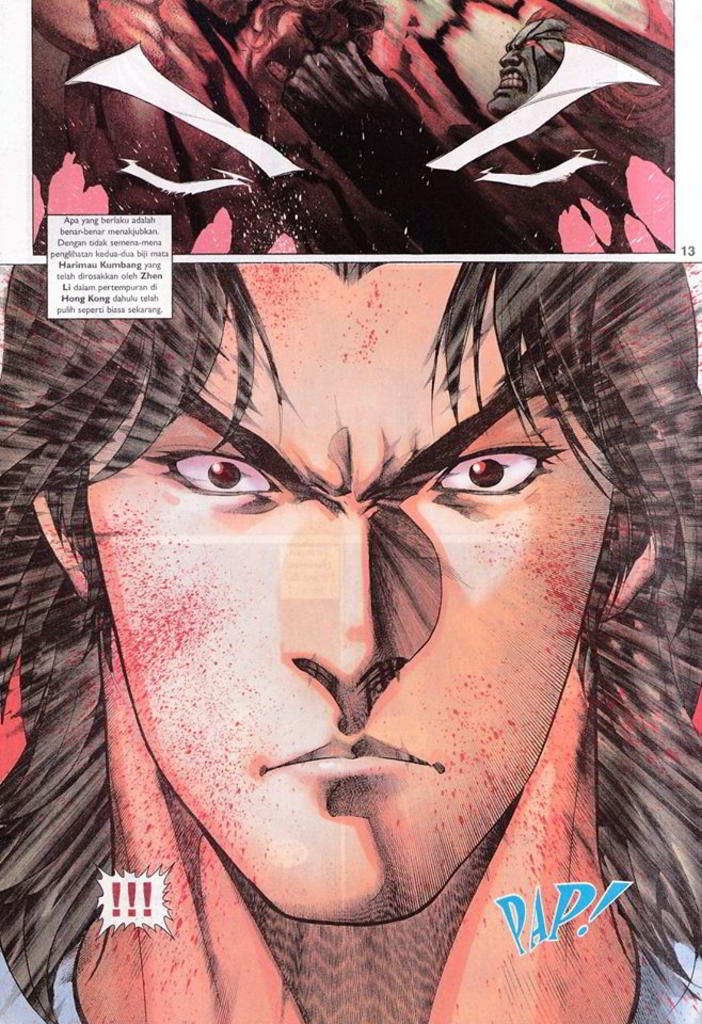 Apa yang berlaku adalah
benar-benar menakjubkan.
Dengan tidak semena-mena
penglihatan kedua-dua biji mata
Harimau Kumbang yang
telah dirosakkan oleh Zhen
Li dalam pertempuran di
Hong Kong dahulu telah
pulih seperti biasa sekarang.
13
!!!
PAP!